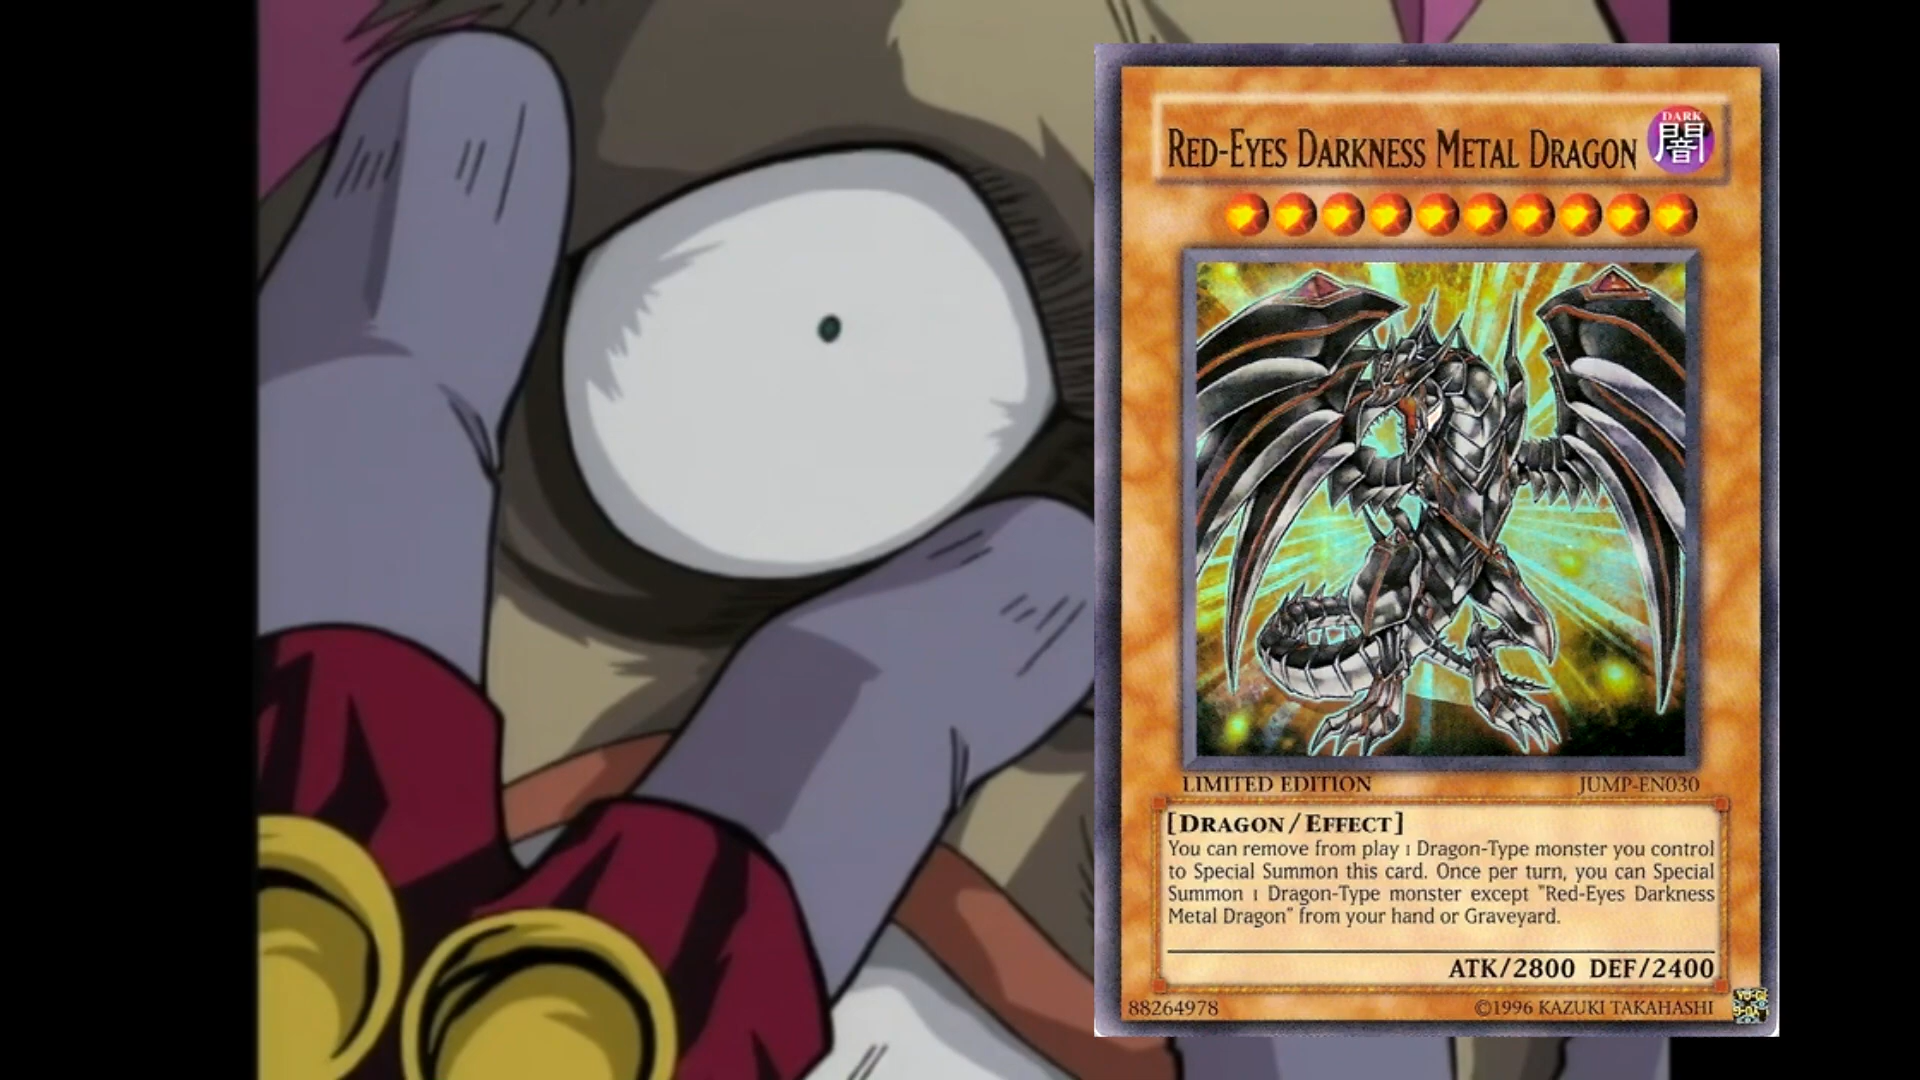 RED-EYES DARKNESS METAL DRAGON
DARK
闇
LIMITED EDITION
JUMP-EN030
[DRAGON/EFFECT]
You can remove from play 1 Dragon-Type monster you control
to Special Summon this card. Once per turn, you can Special
Summon 1 Dragon-Type monster except "Red-Eyes Darkness
Metal Dragon" from your hand or Graveyard.
ATK/2800 DEF/2400
88264978
©1996 KAZUKI TAKAHASHI